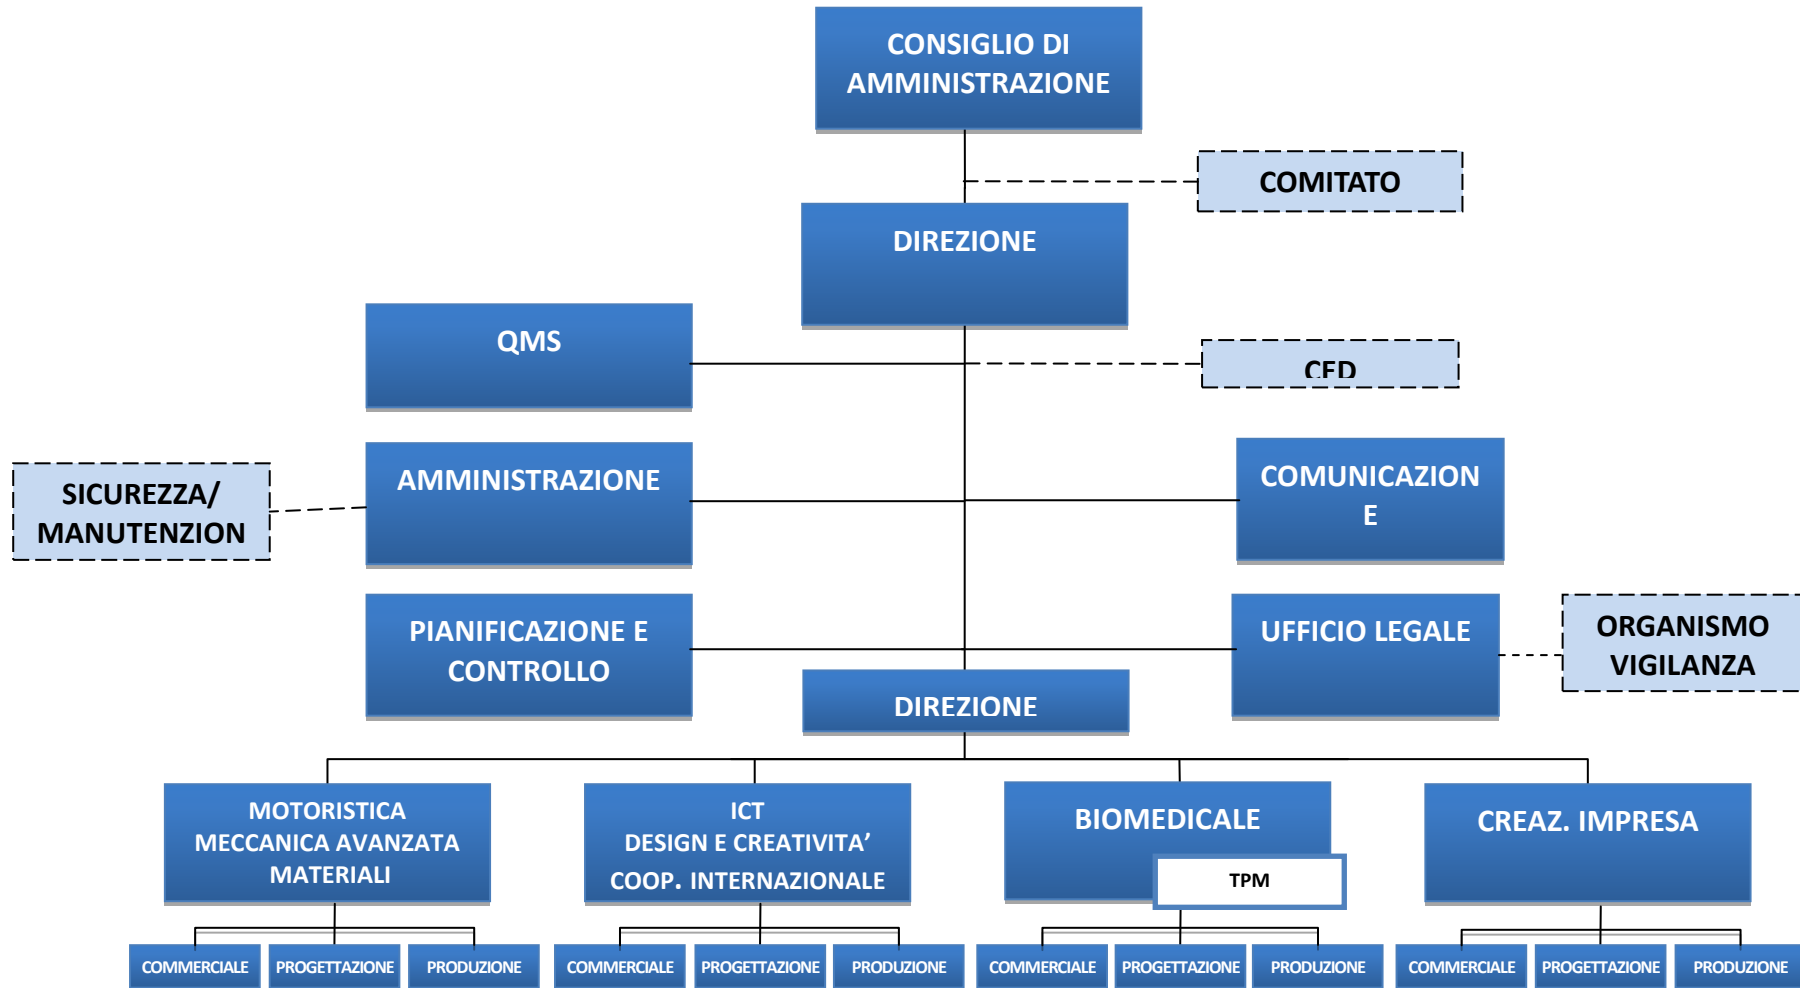 CONSIGLIO DI
AMMINISTRAZIONE
COMITATO
DIREZIONE
QMS
CED
AMMINISTRAZIONE
COMUNICAZION
E
SICUREZZA/
MANUTENZION
PIANIFICAZIONE E
CONTROLLO
UFFICIO LEGALE
ORGANISMO
VIGILANZA
DIREZIONE
MOTORISTICA
MECCANICA AVANZATA
MATERIALI
ICT
DESIGN E CREATIVITA’
COOP. INTERNAZIONALE
BIOMEDICALE
TPM
CREAZ. IMPRESA
COMMERCIALE
PROGETTAZIONE
PRODUZIONE
COMMERCIALE
PROGETTAZIONE
PRODUZIONE
COMMERCIALE
PROGETTAZIONE
PRODUZIONE
COMMERCIALE
PROGETTAZIONE
PRODUZIONE